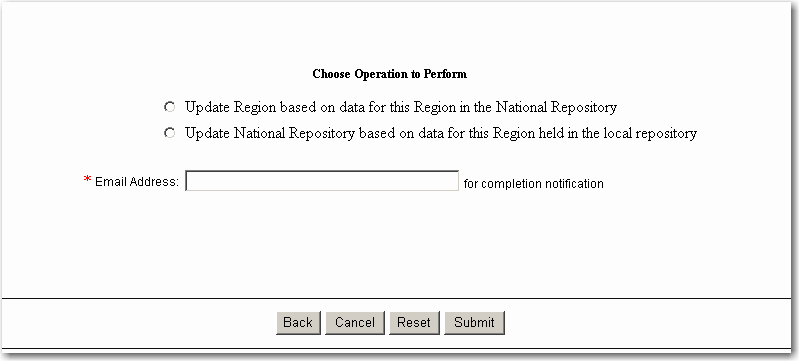 Choose Operation to Perform
Update Region based on data for this Region in the National Repository
Update National Repository based on data for this Region held in the local repository
* Email Address: for completion notification
Back Cancel Reset Submit